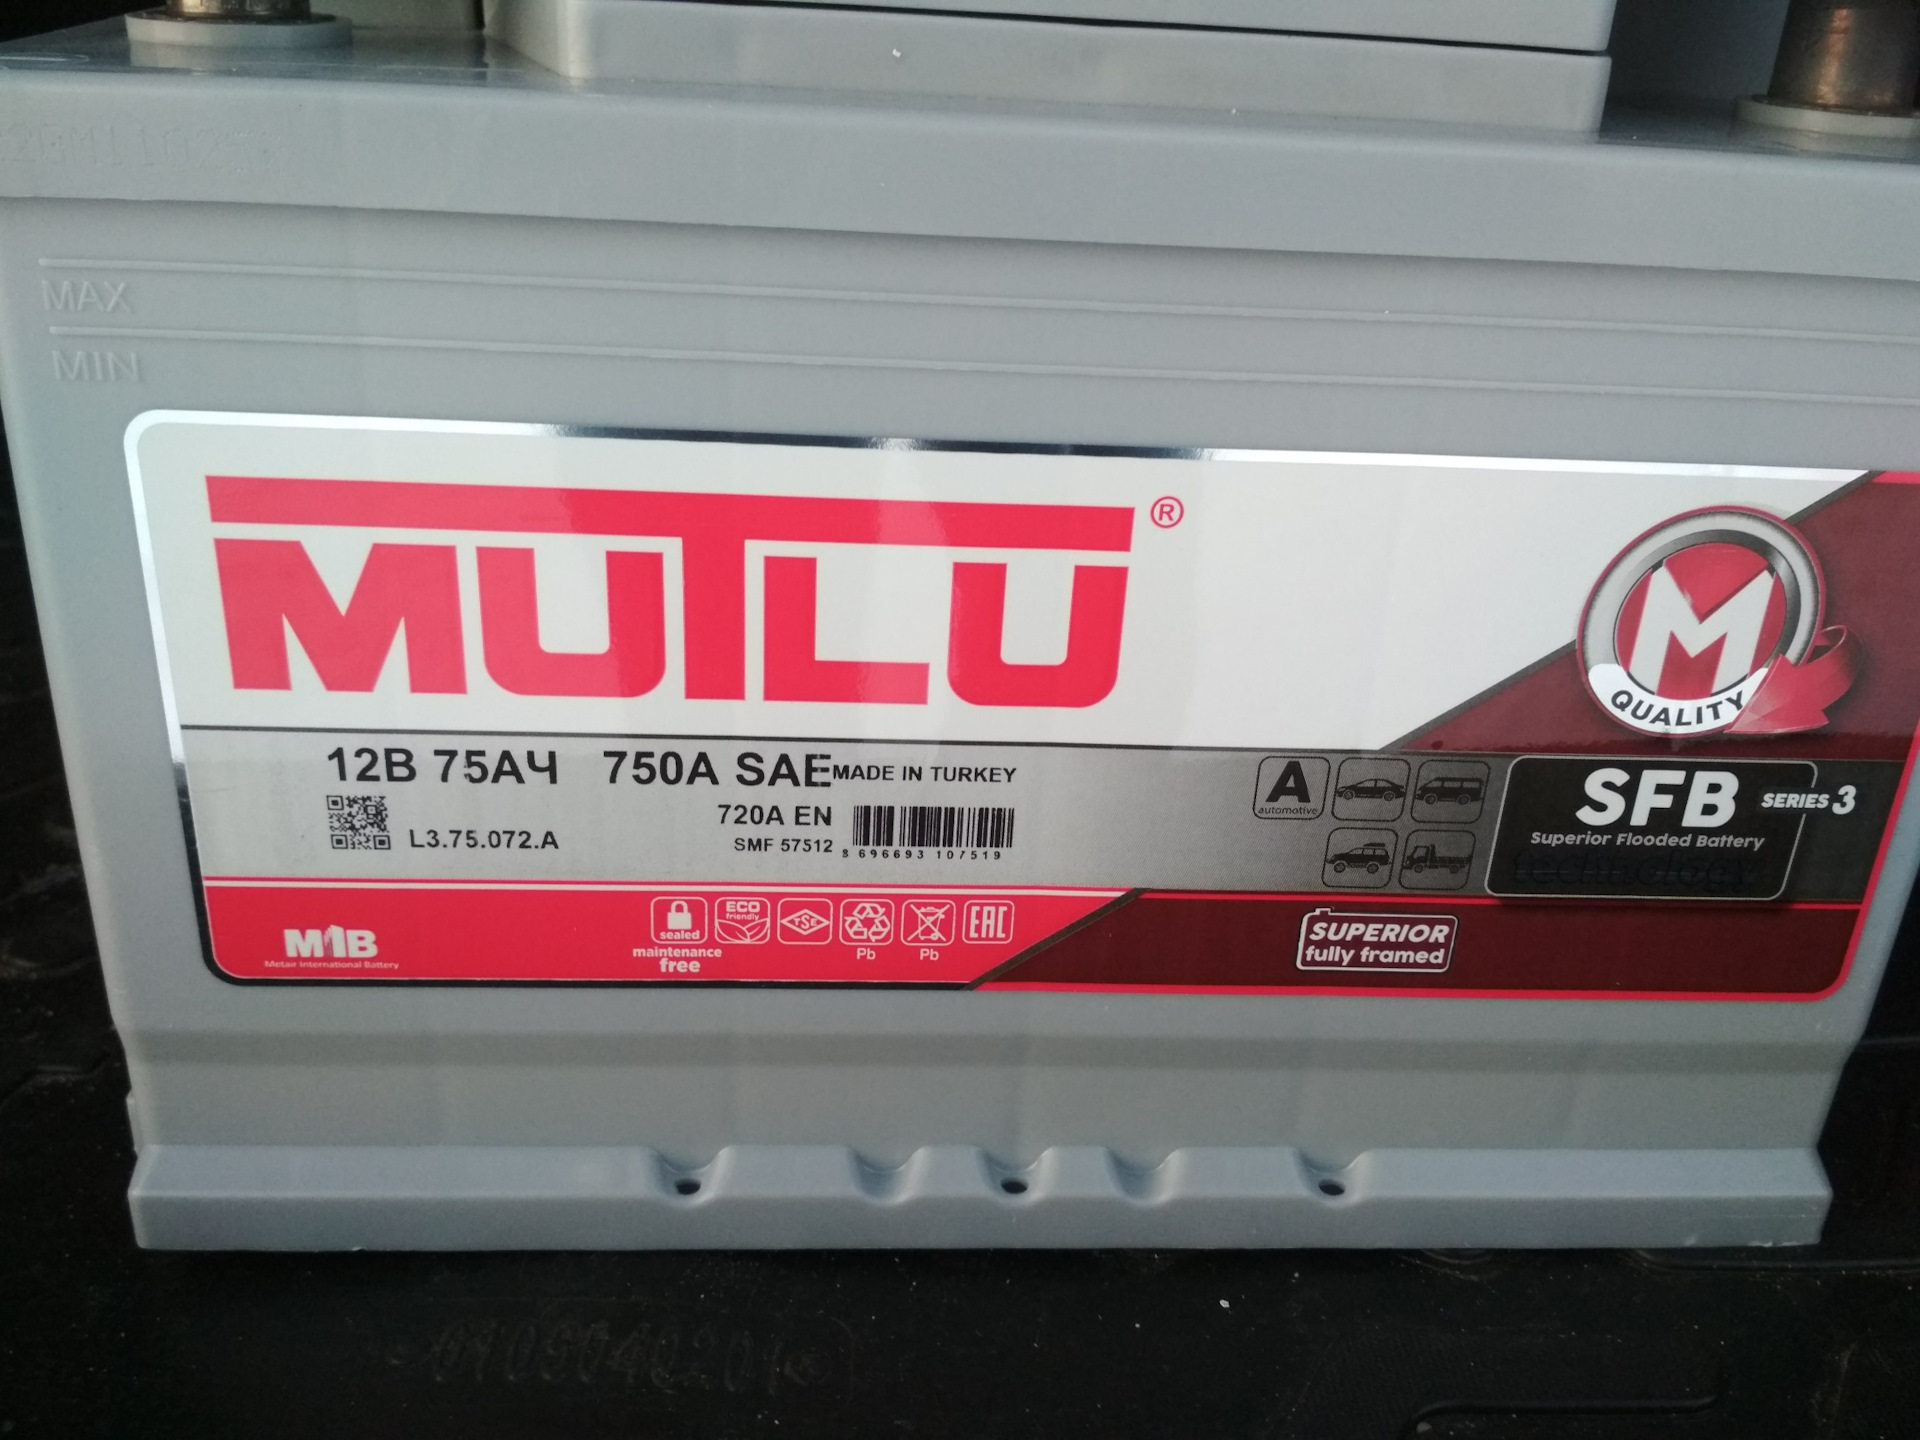 MAX
MIN
MUTLU ®
M
QUALITY
12В 75АЧ 750A SAE MADE IN TURKEY
720A EN
L3.75.072.A
SMF 57512
8 696693 107519
A
automotive
SFB SERIES 3
Superior Flooded Battery
technology
MIB
Metair International Battery
sealed
maintenance
free
ECO
friendly
TSE
Pb
Pb
EAC
SUPERIOR
fully framed